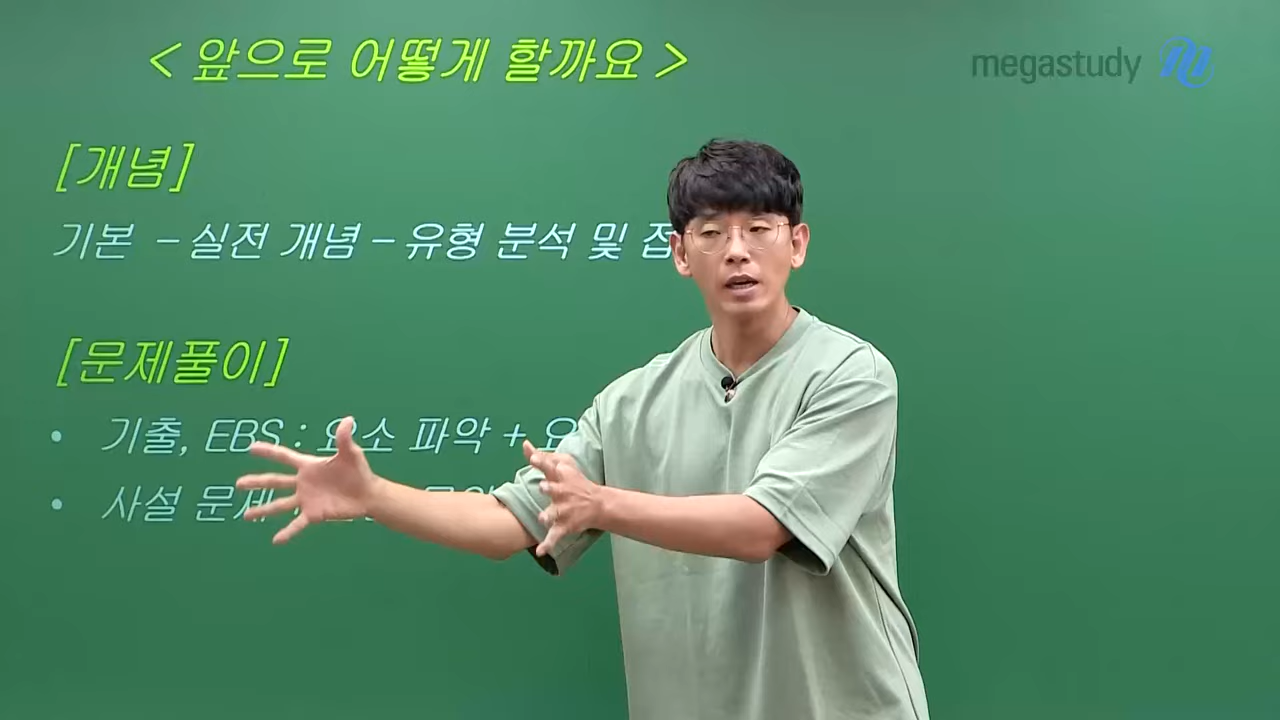 < 앞으로 어떻게 할까요 >
megastudy
[개념]
기본 - 실전 개념 - 유형 분석 및
[문제풀이]
• 기출, EBS : 요소 파악 +
• 사설 문제 :